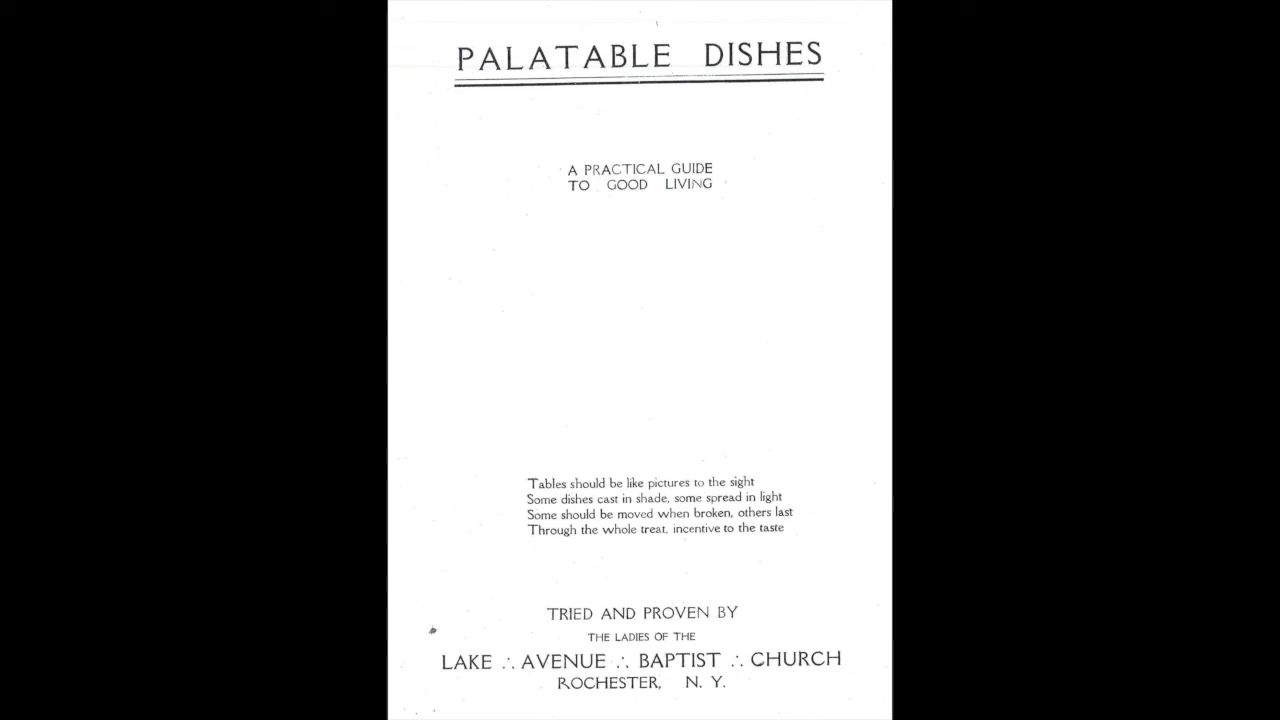 PALATABLE DISHES
A PRACTICAL GUIDE
TO GOOD LIVING
Tables should be like pictures to the sight
Some dishes cast in shade, some spread in light
Some should be moved when broken, others last
Through the whole treat, incentive to the taste
TRIED AND PROVEN BY
THE LADIES OF THE
LAKE ∴ AVENUE ∴ BAPTIST ∴ CHURCH
ROCHESTER, N. Y.